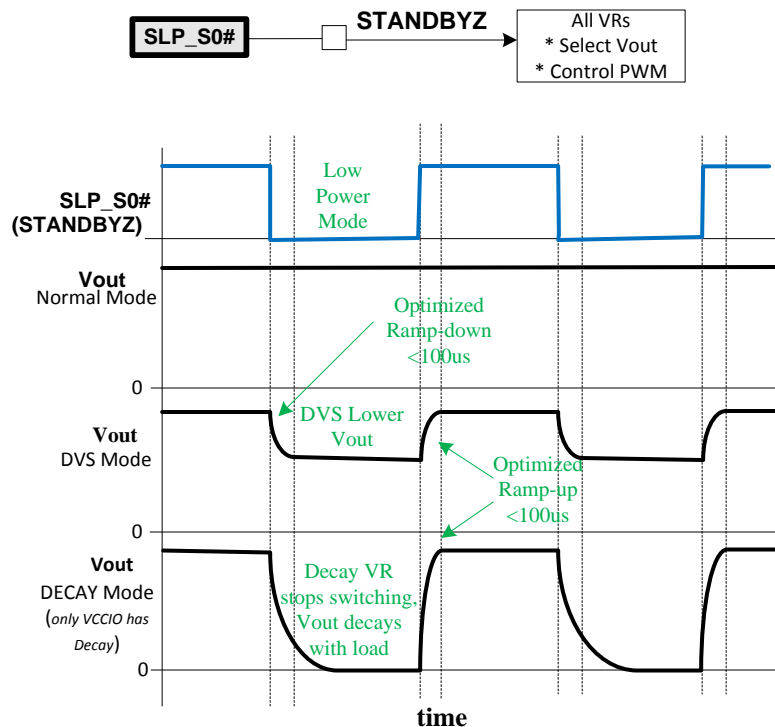 SLP_S0#
STANDBYZ
All VRs
* Select Vout
* Control PWM
SLP_S0#
(STANDBYZ)
Low
Power
Mode
Vout
Normal Mode
Optimized
Ramp-down
<100us
0
Vout
DVS Mode
DVS Lower
Vout
Optimized
Ramp-up
<100us
0
Vout
DECAY Mode
(only VCCIO has
Decay)
Decay VR
stops switching,
Vout decays
with load
0
time